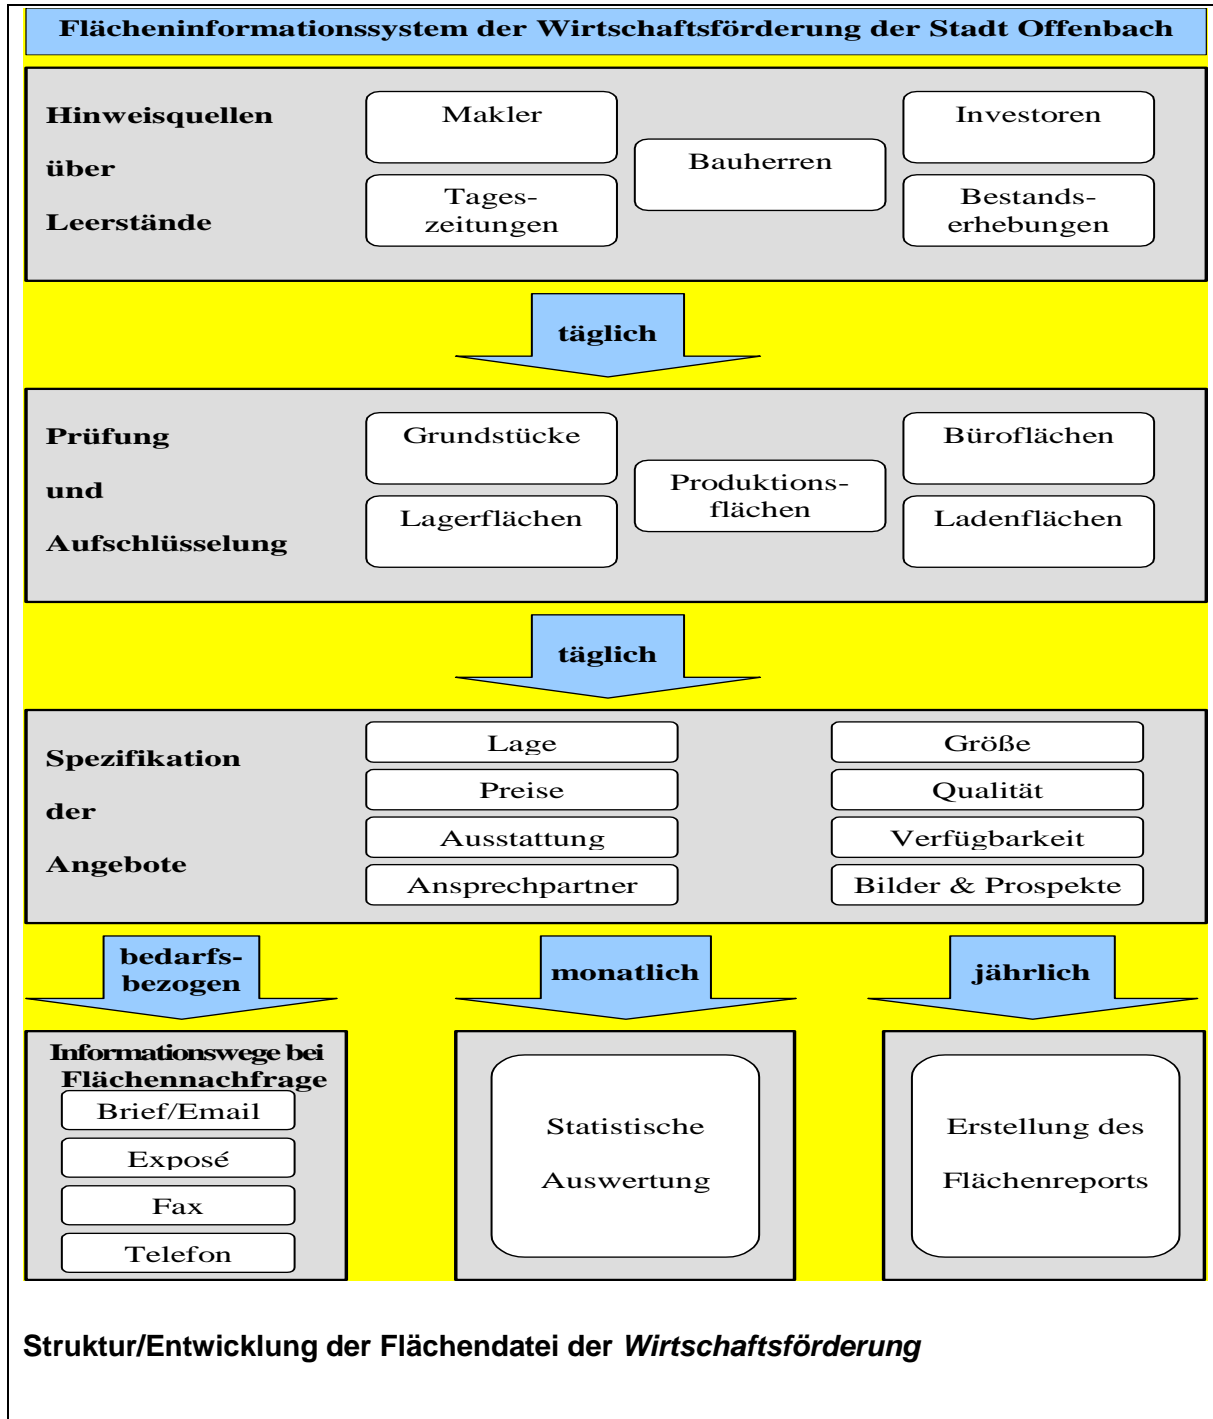 Flächeninformationssystem der Wirtschaftsförderung der Stadt Offenbach
Hinweisquellen
über
Leerstände
Makler
Investoren
Bauherren
Tages-
zeitungen
Bestands-
erhebungen
täglich
Prüfung
und
Aufschlüsselung
Grundstücke
Büroflächen
Produktions-
flächen
Lagerflächen
Ladenflächen
täglich
Spezifikation
der
Angebote
Lage
Größe
Preise
Qualität
Ausstattung
Verfügbarkeit
Ansprechpartner
Bilder & Prospekte
bedarfs-
bezogen
monatlich
jährlich
Informationswege bei
Flächennachfrage
Brief/Email
Exposé
Fax
Telefon
Statistische
Auswertung
Erstellung des
Flächenreports
Struktur/Entwicklung der Flächendatei der Wirtschaftsförderung